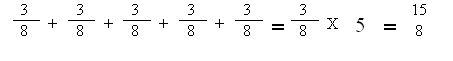 3/8 + 3/8 + 3/8 + 3/8 + 3/8 = 3/8 X 5 = 15/8